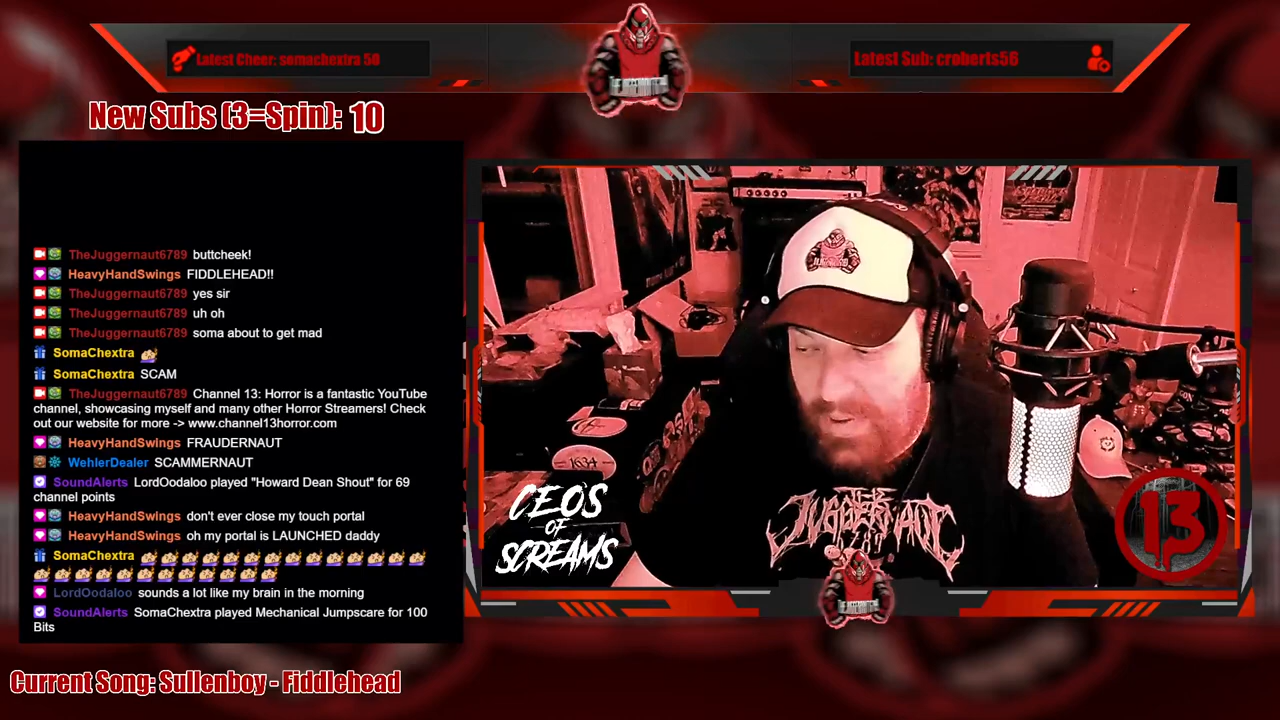 Latest Cheer: somachextra 50
Latest Sub: croberts56
New Subs (3=Spin): 10
TheJuggernaut6789 buttcheek!
HeavyHandSwings FIDDLEHEAD!!
TheJuggernaut6789 yes sir
TheJuggernaut6789 uh oh
TheJuggernaut6789 soma about to get mad
SomaChextra
SomaChextra SCAM
TheJuggernaut6789 Channel 13: Horror is a fantastic YouTube
channel, showcasing myself and many other Horror Streamers! Check
out our website for more -> www.channel13horror.com
HeavyHandSwings FRAUDERNAUT
WehlerDealer SCAMMERNAUT
SoundAlerts LordOodaloo played "Howard Dean Shout" for 69
channel points
HeavyHandSwings don't ever close my touch portal
HeavyHandSwings oh my portal is LAUNCHED daddy
SomaChextra
LordOodaloo sounds a lot like my brain in the morning
SoundAlerts SomaChextra played Mechanical Jumpscare for 100
Bits
1634
CEO'S
OF
SCREAMS
THE
JUGGERNAUT
13
Current Song: Sullenboy - Fiddlehead